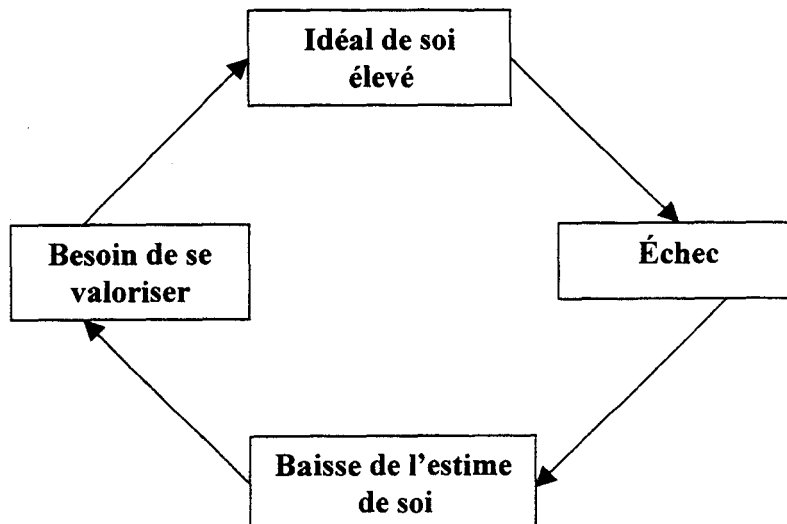 Idéal de soi
élevé
Besoin de se
valoriser
Échec
Baisse de l'estime
de soi